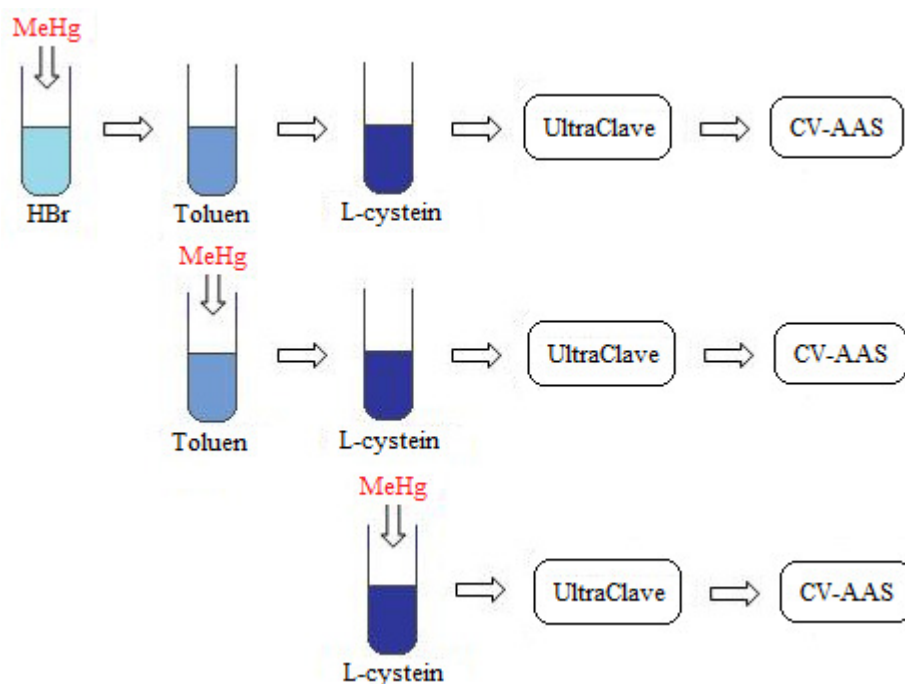 MeHg
HBr
Toluen
L-cystein
UltraClave
CV-AAS
MeHg
Toluen
L-cystein
UltraClave
CV-AAS
MeHg
L-cystein
UltraClave
CV-AAS